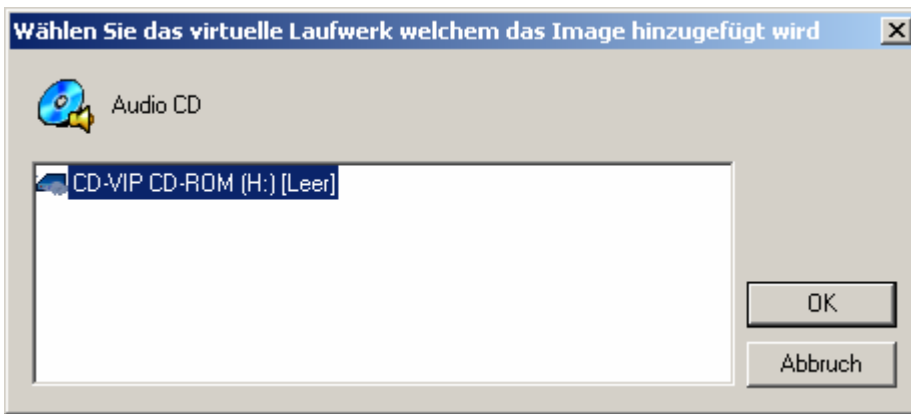 Wählen Sie das virtuelle Laufwerk welchem das Image hinzugefügt wird
Audio CD
CD-VIP CD-ROM (H:) [Leer]
OK
Abbruch